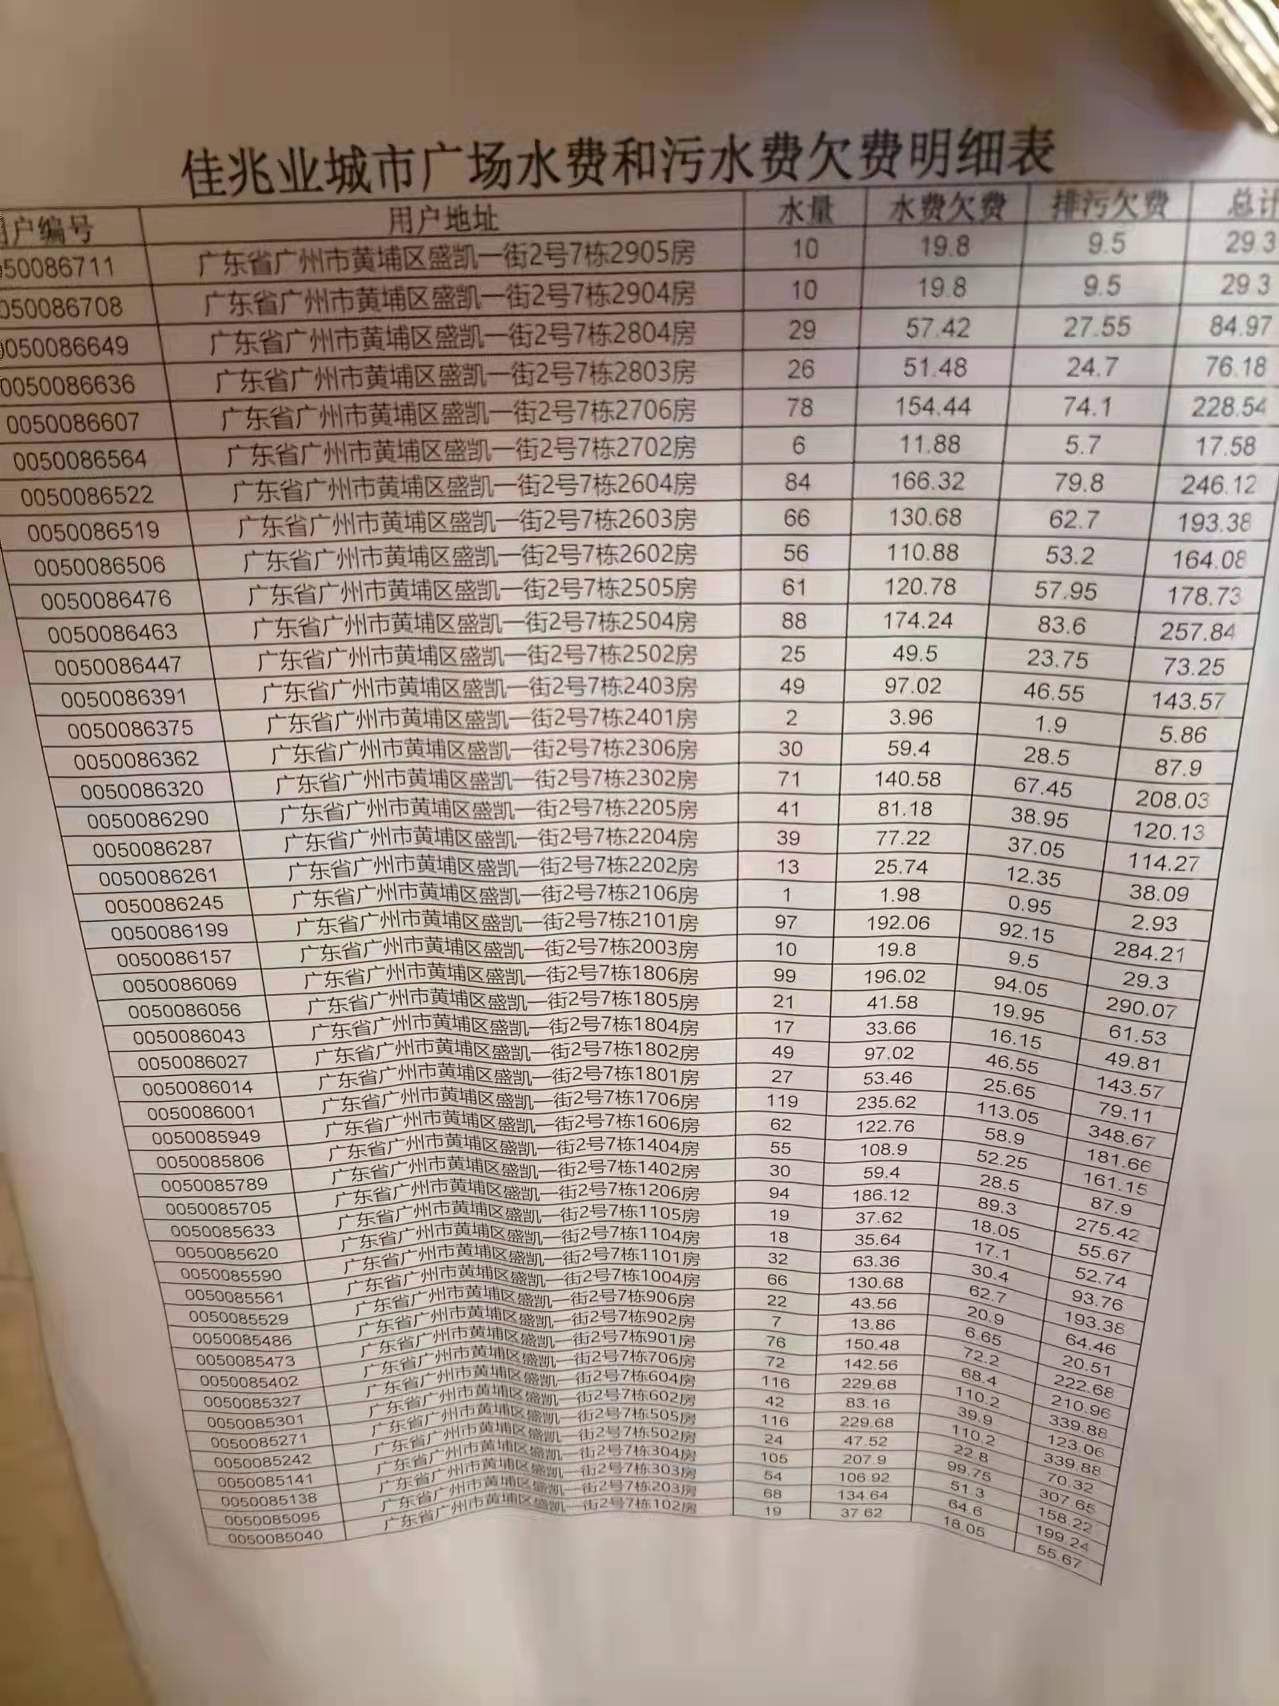 佳兆业城市广场水费和污水费欠费明细表
户编号 用户地址 水量 水费欠费 排污欠费 总计
050086711 广东省广州市黄埔区盛凯一街2号7栋2905房 10 19.8 9.5 29.3
0050086708 广东省广州市黄埔区盛凯一街2号7栋2904房 10 19.8 9.5 29.3
0050086649 广东省广州市黄埔区盛凯一街2号7栋2804房 29 57.42 27.55 84.97
0050086636 广东省广州市黄埔区盛凯一街2号7栋2803房 26 51.48 24.7 76.18
0050086607 广东省广州市黄埔区盛凯一街2号7栋2706房 78 154.44 74.1 228.54
0050086564 广东省广州市黄埔区盛凯一街2号7栋2702房 6 11.88 5.7 17.58
0050086522 广东省广州市黄埔区盛凯一街2号7栋2604房 84 166.32 79.8 246.12
0050086519 广东省广州市黄埔区盛凯一街2号7栋2603房 66 130.68 62.7 193.38
0050086506 广东省广州市黄埔区盛凯一街2号7栋2602房 56 110.88 53.2 164.08
0050086476 广东省广州市黄埔区盛凯一街2号7栋2505房 61 120.78 57.95 178.73
0050086463 广东省广州市黄埔区盛凯一街2号7栋2504房 88 174.24 83.6 257.84
0050086447 广东省广州市黄埔区盛凯一街2号7栋2502房 25 49.5 23.75 73.25
0050086391 广东省广州市黄埔区盛凯一街2号7栋2403房 49 97.02 46.55 143.57
0050086375 广东省广州市黄埔区盛凯一街2号7栋2401房 2 3.96 1.9 5.86
0050086362 广东省广州市黄埔区盛凯一街2号7栋2306房 30 59.4 28.5 87.9
0050086320 广东省广州市黄埔区盛凯一街2号7栋2302房 71 140.58 67.45 208.03
0050086290 广东省广州市黄埔区盛凯一街2号7栋2205房 41 81.18 38.95 120.13
0050086287 广东省广州市黄埔区盛凯一街2号7栋2204房 39 77.22 37.05 114.27
0050086261 广东省广州市黄埔区盛凯一街2号7栋2202房 13 25.74 12.35 38.09
0050086245 广东省广州市黄埔区盛凯一街2号7栋2106房 1 1.98 0.95 2.93
0050086199 广东省广州市黄埔区盛凯一街2号7栋2101房 97 192.06 92.15 284.21
0050086157 广东省广州市黄埔区盛凯一街2号7栋2003房 10 19.8 9.5 29.3
0050086069 广东省广州市黄埔区盛凯一街2号7栋1806房 99 196.02 94.05 290.07
0050086056 广东省广州市黄埔区盛凯一街2号7栋1805房 21 41.58 19.95 61.53
0050086043 广东省广州市黄埔区盛凯一街2号7栋1804房 17 33.66 16.15 49.81
0050086027 广东省广州市黄埔区盛凯一街2号7栋1802房 49 97.02 46.55 143.57
0050086014 广东省广州市黄埔区盛凯一街2号7栋1801房 27 53.46 25.65 79.11
0050086001 广东省广州市黄埔区盛凯一街2号7栋1706房 119 235.62 113.05 348.67
0050085949 广东省广州市黄埔区盛凯一街2号7栋1606房 62 122.76 58.9 181.66
0050085806 广东省广州市黄埔区盛凯一街2号7栋1404房 55 108.9 52.25 161.15
0050085789 广东省广州市黄埔区盛凯一街2号7栋1402房 30 59.4 28.5 87.9
0050085705 广东省广州市黄埔区盛凯一街2号7栋1206房 94 186.12 89.3 275.42
0050085633 广东省广州市黄埔区盛凯一街2号7栋1105房 19 37.62 18.05 55.67
0050085620 广东省广州市黄埔区盛凯一街2号7栋1104房 18 35.64 17.1 52.74
0050085590 广东省广州市黄埔区盛凯一街2号7栋1101房 32 63.36 30.4 93.76
0050085561 广东省广州市黄埔区盛凯一街2号7栋1004房 66 130.68 62.7 193.38
0050085529 广东省广州市黄埔区盛凯一街2号7栋906房 22 43.56 20.9 64.46
0050085486 广东省广州市黄埔区盛凯一街2号7栋902房 7 13.86 6.65 20.51
0050085473 广东省广州市黄埔区盛凯一街2号7栋901房 76 150.48 72.2 222.68
0050085402 广东省广州市黄埔区盛凯一街2号7栋706房 72 142.56 68.4 210.96
0050085327 广东省广州市黄埔区盛凯一街2号7栋604房 116 229.68 110.2 339.88
0050085301 广东省广州市黄埔区盛凯一街2号7栋602房 42 83.16 39.9 123.06
0050085271 广东省广州市黄埔区盛凯一街2号7栋505房 116 229.68 110.2 339.88
0050085242 广东省广州市黄埔区盛凯一街2号7栋502房 24 47.52 22.8 70.32
0050085141 广东省广州市黄埔区盛凯一街2号7栋304房 105 207.9 99.75 307.65
0050085138 广东省广州市黄埔区盛凯一街2号7栋303房 54 106.92 51.3 158.22
0050085095 广东省广州市黄埔区盛凯一街2号7栋203房 68 134.64 64.6 199.24
0050085040 广东省广州市黄埔区盛凯一街2号7栋102房 19 37.62 18.05 55.67